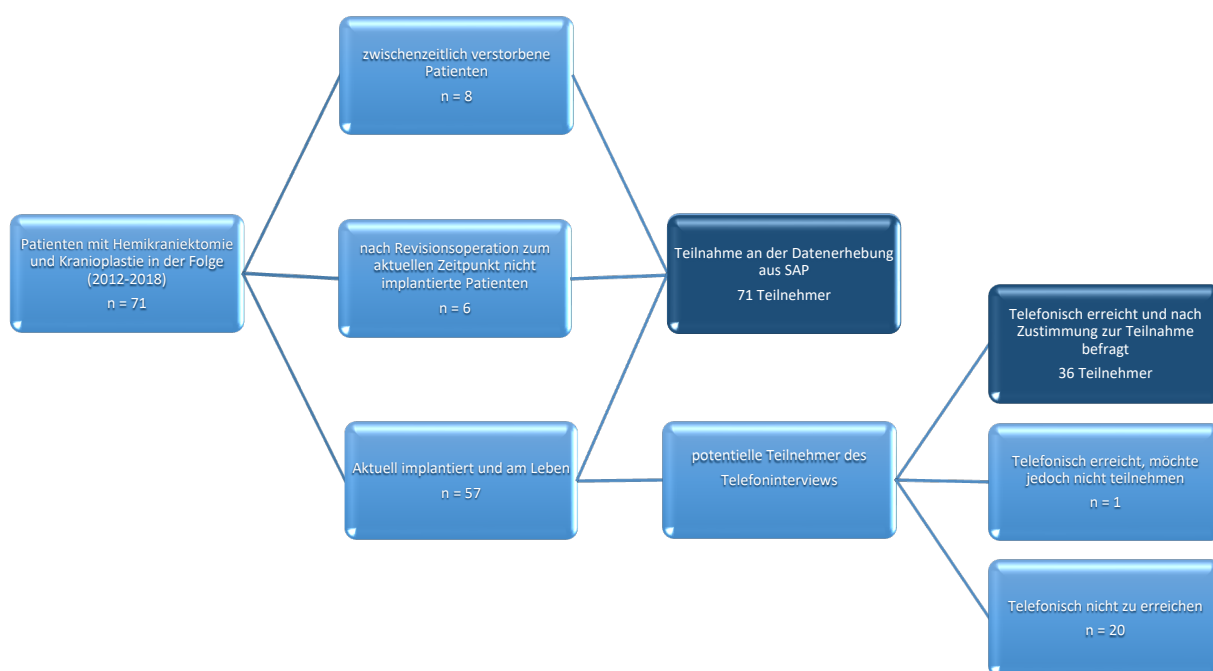 zwischenzeitlich verstorbene
Patienten
n = 8
Patienten mit Hemikraniektomie
und Kranioplastie in der Folge
(2012-2018)
n = 71
nach Revisionsoperation zum
aktuellen Zeitpunkt nicht
implantierte Patienten
n = 6
Teilnahme an der Datenerhebung
aus SAP
71 Teilnehmer
Aktuell implantiert und am Leben
n = 57
potentielle Teilnehmer des
Telefoninterviews
Telefonisch erreicht und nach
Zustimmung zur Teilnahme
befragt
36 Teilnehmer
Telefonisch erreicht, möchte
jedoch nicht teilnehmen
n = 1
Telefonisch nicht zu erreichen
n = 20